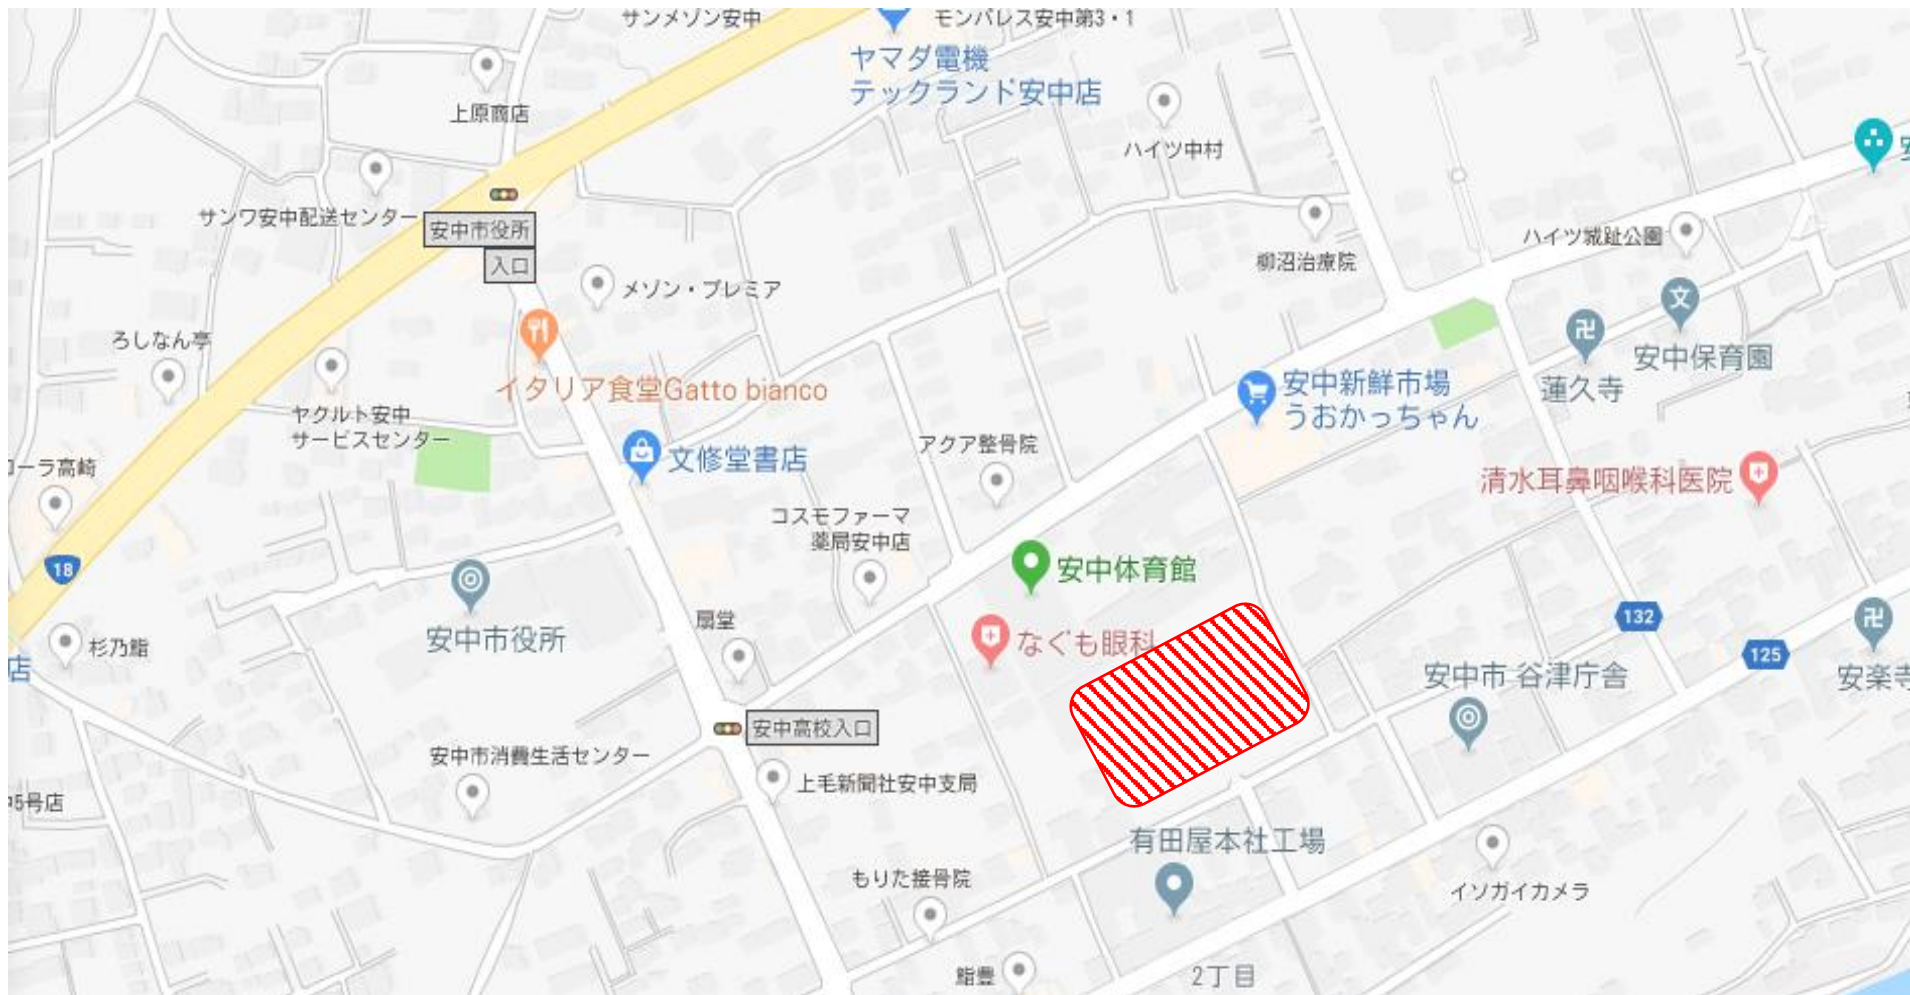 サンメゾン安中
モンパレス安中第3・1
ヤマダ電機
テックランド安中店
上原商店
ハイツ中村
サンワ安中配送センター
安中市役所
入口
ハイツ城趾公園
柳沼治療院
メゾン・プレミア
ろしなん亭
安中保育園
イタリア食堂Gatto bianco
蓮久寺
安中新鮮市場
うおかっちゃん
ヤクルト安中
サービスセンター
アクア整骨院
文修堂書店
ローラ高崎
清水耳鼻咽喉科医院
コスモファーマ
薬局安中店
18
安中体育館
扇堂
132
安中市役所
なぐも眼科
杉乃鮨
125
店
安中市 谷津庁舎
安楽寺
安中高校入口
安中市消費生活センター
上毛新聞社安中支局
5号店
有田屋本社工場
もりた接骨院
イソガイカメラ
鮨豊
2丁目